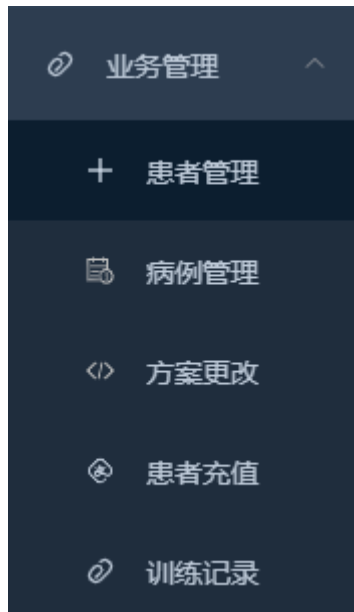 业务管理
患者管理
病例管理
方案更改
患者充值
训练记录